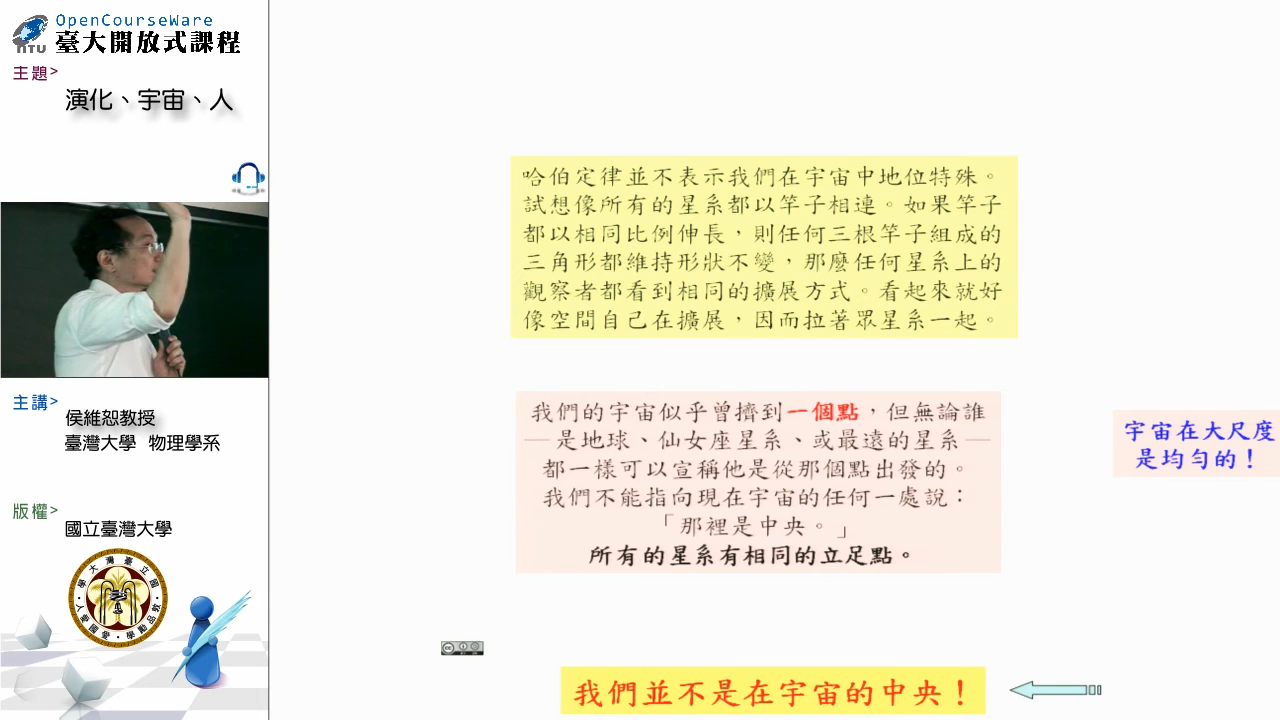 OpenCourseWare
NTU
臺大開放式課程
主題>
演化、宇宙、人
主講>
侯維恕教授
臺灣大學 物理學系
版權>
國立臺灣大學
哈伯定律並不表示我們在宇宙中地位特殊。
試想像所有的星系都以竿子相連。如果竿子
都以相同比例伸長，則任何三根竿子組成的
三角形都維持形狀不變，那麼任何星系上的
觀察者都看到相同的擴展方式。看起來就好
像空間自己在擴展，因而拉著眾星系一起。
我們的宇宙似乎曾擠到一個點，但無論誰
—是地球、仙女座星系、或最遠的星系—
都一樣可以宣稱他是從那個點出發的。
我們不能指向現在宇宙的任何一處說：
「那裡是中央。」
所有的星系有相同的立足點。
宇宙在大尺度
是均勻的！
我們並不是在宇宙的中央！